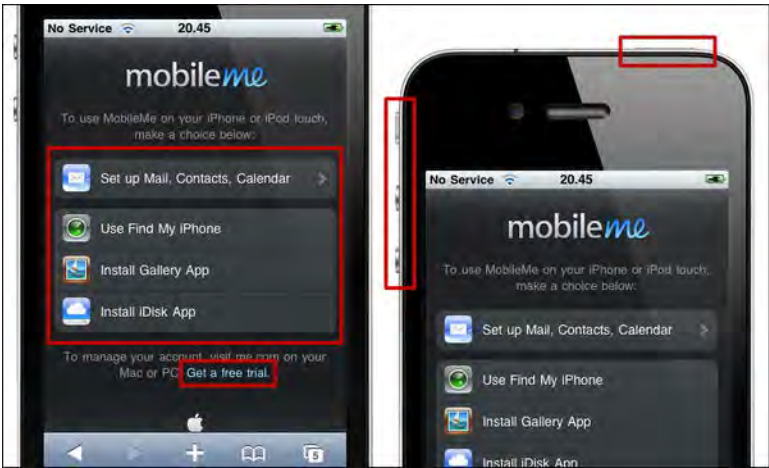 No Service 20.45
mobileme
To use MobileMe on your iPhone or iPod touch,
make a choice below:
Set up Mail, Contacts, Calendar
Use Find My iPhone
Install Gallery App
Install iDisk App
To manage your account, visit me.com on your
Mac or PC. Get a free trial.
5
No Service 20.45
mobileme
To use MobileMe on your iPhone or iPod touch,
make a choice below:
Set up Mail, Contacts, Calendar
Use Find My iPhone
Install Gallery App
Install iDisk App